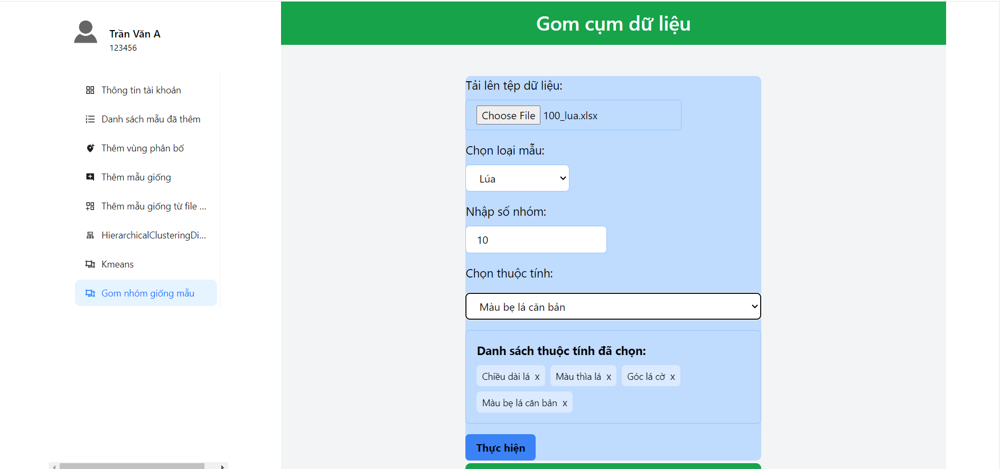 Trần Văn A
123456
Thông tin tài khoản
Danh sách mẫu đã thêm
Thêm vùng phân bố
Thêm mẫu giống
Thêm mẫu giống từ file ...
HierarchicalClusteringDi...
Kmeans
Gom nhóm giống mẫu
Gom cụm dữ liệu
Tải lên tệp dữ liệu:
Choose File 100_lua.xlsx
Chọn loại mẫu:
Lúa
Nhập số nhóm:
10
Chọn thuộc tính:
Màu bẹ lá căn bản
Danh sách thuộc tính đã chọn:
Chiều dài lá x Màu thìa lá x Góc lá cờ x
Màu bẹ lá căn bản x
Thực hiện